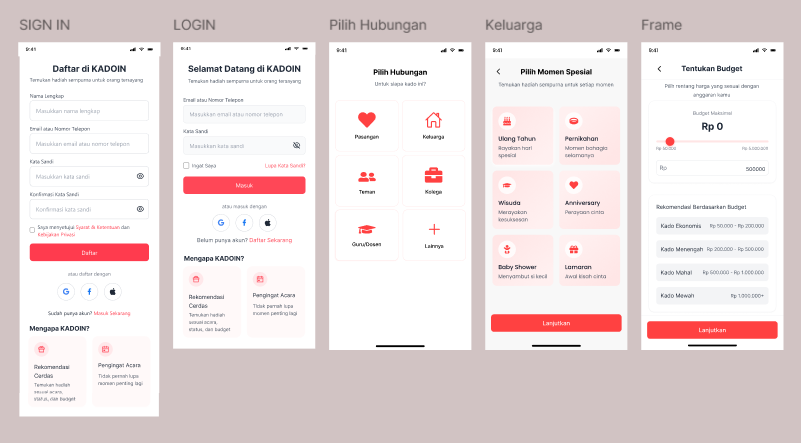 SIGN IN
9:41
Daftar di KADOIN
Temukan hadiah sempurna untuk orang tersayang
Nama Lengkap
Masukkan nama lengkap
Email atau Nomor Telepon
Masukkan email atau nomor telepon
Kata Sandi
Masukkan kata sandi
Konfirmasi Kata Sandi
Konfirmasi kata sandi
Saya menyetujui Syarat & Ketentuan dan
Kebijakan Privasi
Daftar
atau daftar dengan
Sudah punya akun? Masuk Sekarang
Mengapa KADOIN?
Rekomendasi
Cerdas
Temukan hadiah
sesuai acara,
status, dan budget
Pengingat Acara
Tidak pernah lupa
momen penting lagi
LOGIN
9:41
Selamat Datang di KADOIN
Temukan hadiah sempurna untuk orang tersayang
Email atau Nomor Telepon
Masukkan email atau nomor telepon
Kata Sandi
Masukkan kata sandi
Ingat Saya
Lupa Kata Sandi?
Masuk
atau masuk dengan
Belum punya akun? Daftar Sekarang
Mengapa KADOIN?
Rekomendasi
Cerdas
Temukan hadiah
sesuai acara,
status, dan budget
Pengingat Acara
Tidak pernah lupa
momen penting lagi
Pilih Hubungan
9:41
Pilih Hubungan
Untuk siapa kado ini?
Pasangan
Keluarga
Teman
Kolega
Guru/Dosen
Lainnya
Keluarga
9:41
Pilih Momen Spesial
Temukan hadiah sempurna untuk setiap momen
Ulang Tahun
Rayakan hari
spesial
Pernikahan
Momen bahagia
selamanya
Wisuda
Merayakan
kesuksesan
Anniversary
Perayaan cinta
Baby Shower
Menyambut si kecil
Lamaran
Awal kisah cinta
Lanjutkan
Frame
9:41
Tentukan Budget
Pilih rentang harga yang sesuai dengan
anggaran kamu
Budget Maksimal
Rp 0
Rp 50.000
Rp 5.000.000
Rp
500000
Rekomendasi Berdasarkan Budget
Kado Ekonomis Rp 50.000 - Rp 200.000
Kado Menengah Rp 200.000 - Rp 500.000
Kado Mahal Rp 500.000 - Rp 1.000.000
Kado Mewah Rp 1.000.000+
Lanjutkan